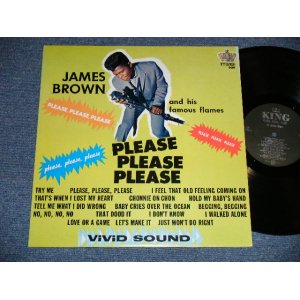 JAMES
BROWN
and his
famous flames
PLEASE, PLEASE, PLEASE
please, please, please
PLEASE
PLEASE
PLEASE
TRY ME PLEASE, PLEASE, PLEASE I FEEL THAT OLD FEELING COMING ON
THAT'S WHEN I LOST MY HEART CHONNIE ON CHON HOLD MY BABY'S HAND
TELL ME WHAT I DID WRONG BABY CRIES OVER THE OCEAN BEGGING, BEGGING
NO, NO, NO, NO THAT DOOD IT I DON'T KNOW I WALKED ALONE
LOVE OR A GAME LET'S MAKE IT JUST WON'T DO RIGHT
ViViD SOUND
KING